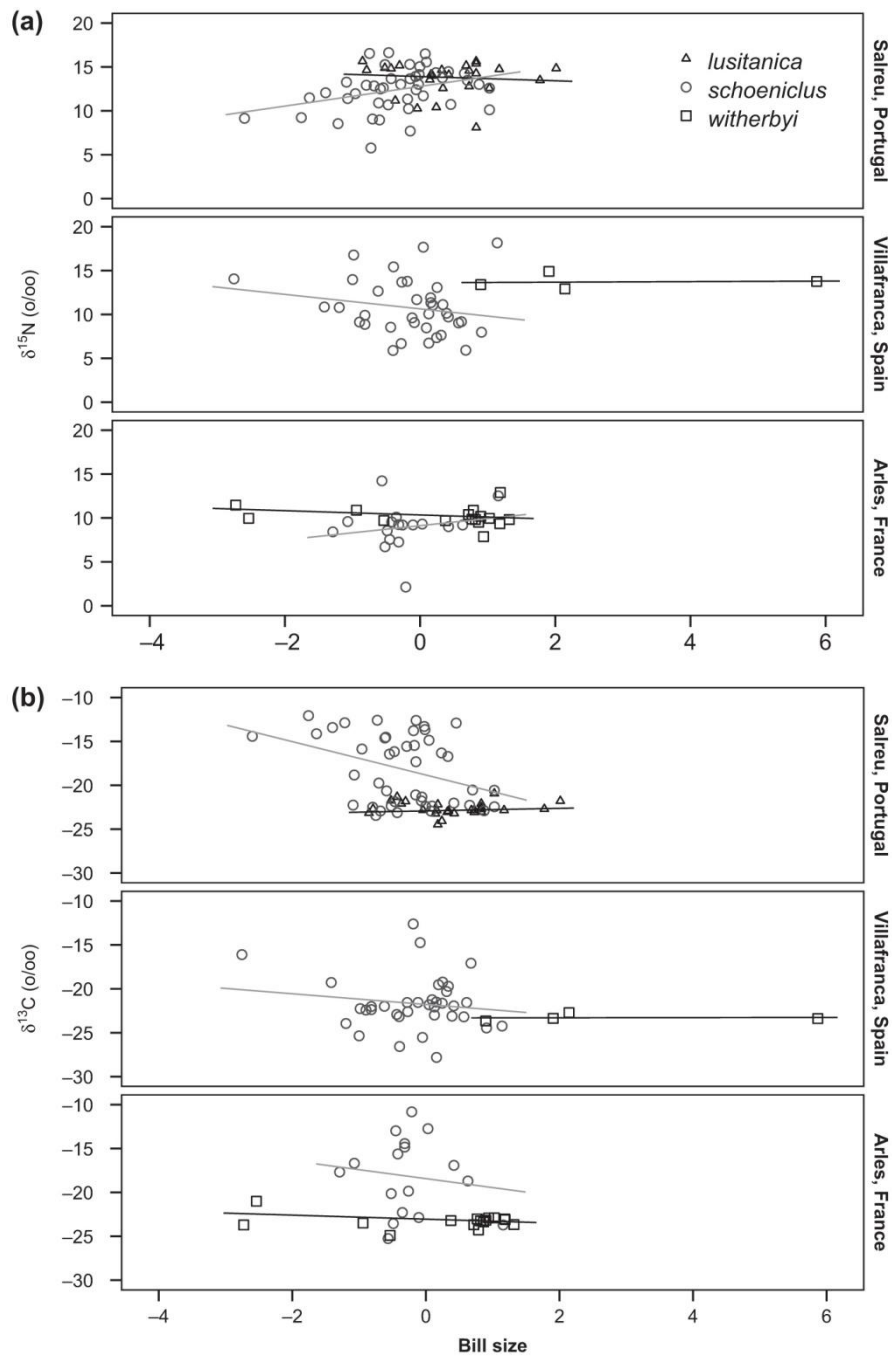 (a)
20
15
10
5
0
Salreu, Portugal
lusitanica
schoeniclus
witherbyi
20
15
10
5
0
Villafranca, Spain
δ15N (o/oo)
20
15
10
5
0
Arles, France
–4 –2 0 2 4 6
(b)
–10
–15
–20
–25
–30
Salreu, Portugal
–10
–15
–20
–25
–30
Villafranca, Spain
δ13C (o/oo)
–10
–15
–20
–25
–30
Arles, France
–4 –2 0 2 4 6
Bill size